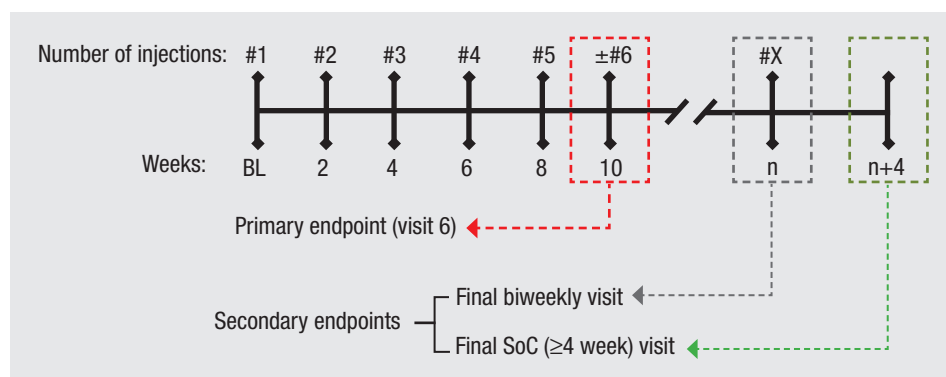 Number of injections: #1 #2 #3 #4 #5 ±#6 #X
Weeks: BL 2 4 6 8 10 n n+4
Primary endpoint (visit 6)
Final biweekly visit
Secondary endpoints
Final SoC (≥4 week) visit